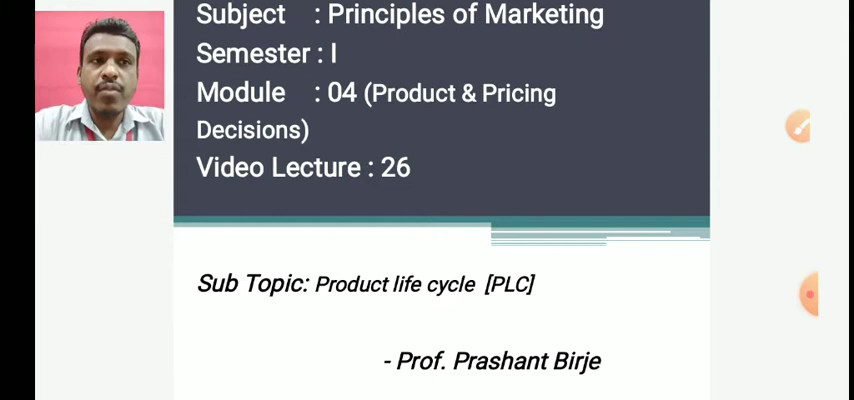 Subject : Principles of Marketing
Semester : I
Module : 04 (Product & Pricing
Decisions)
Video Lecture : 26
Sub Topic: Product life cycle [PLC]
- Prof. Prashant Birje